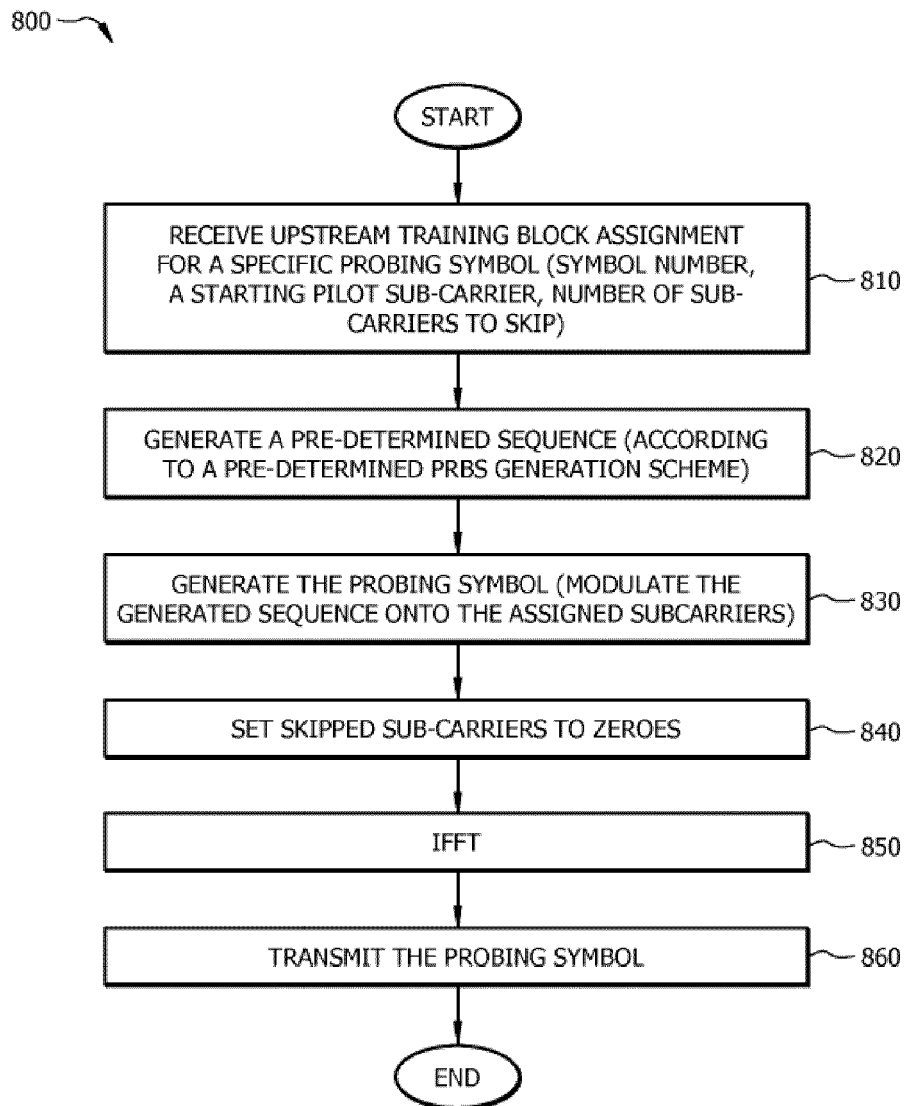 800
START
RECEIVE UPSTREAM TRAINING BLOCK ASSIGNMENT
FOR A SPECIFIC PROBING SYMBOL (SYMBOL NUMBER,
A STARTING PILOT SUB-CARRIER, NUMBER OF SUB-
CARRIERS TO SKIP)
810
GENERATE A PRE-DETERMINED SEQUENCE (ACCORDING
TO A PRE-DETERMINED PRBS GENERATION SCHEME)
820
GENERATE THE PROBING SYMBOL (MODULATE THE
GENERATED SEQUENCE ONTO THE ASSIGNED SUBCARRIERS)
830
SET SKIPPED SUB-CARRIERS TO ZEROES
840
IFFT
850
TRANSMIT THE PROBING SYMBOL
860
END